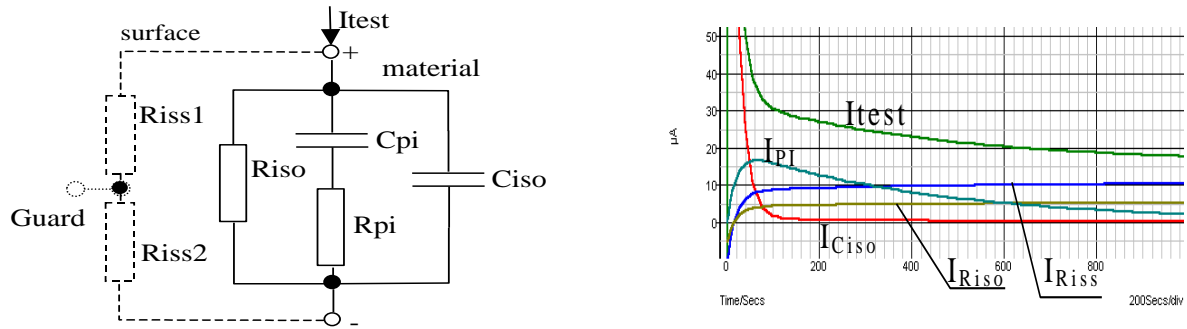 Itest
surface
+
material
Riss1
Cpi
Riso
Ciso
Guard
Rpi
Riss2
-
50
40
30
20
10
0
µA
Itest
IPI
ICiso
IRiso
IRiss
0 200 400 600 800
Time/Secs 200Secs/div